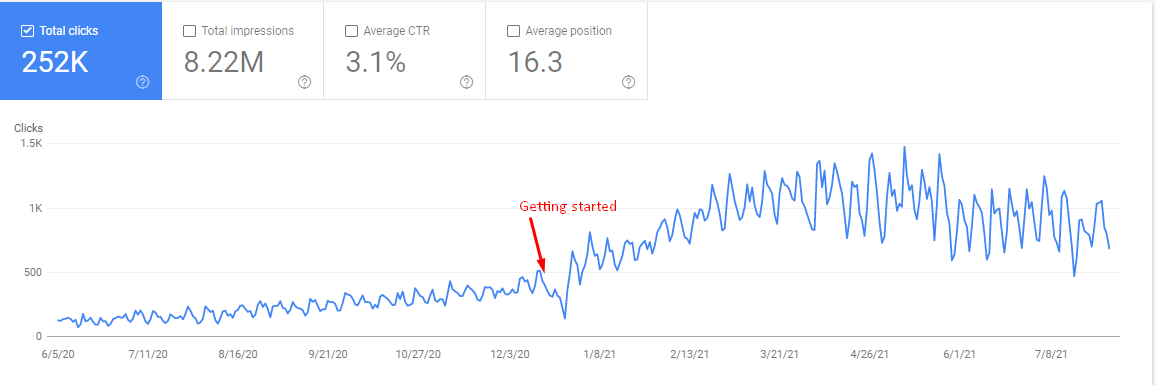 Total clicks
252K
Total impressions
8.22M
Average CTR
3.1%
Average position
16.3
Clicks
1.5K
1K
500
0
Getting started
6/5/20 7/11/20 8/16/20 9/21/20 10/27/20 12/3/20 1/8/21 2/13/21 3/21/21 4/26/21 6/1/21 7/8/21